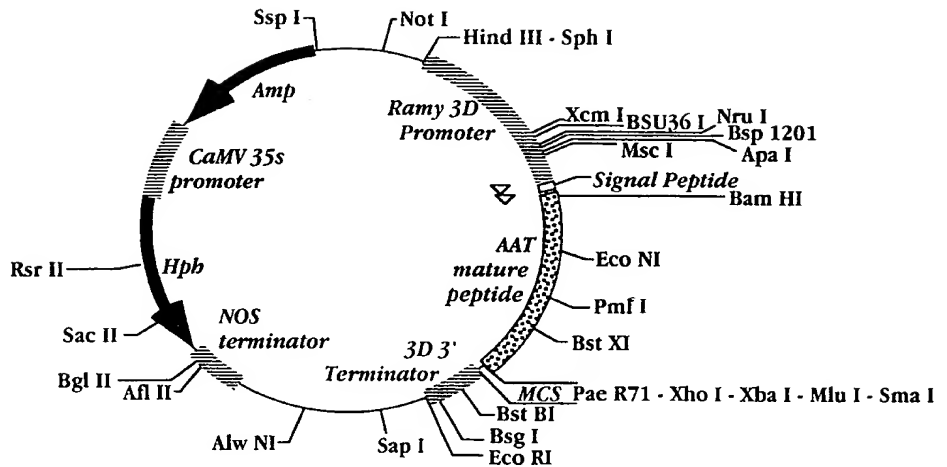 Ssp I
Not I
Hind III - Sph I
Amp
Ramy 3D
Promoter
Xcm I
BSU36 I
Nru I
Bsp 1201
Msc I
Apa I
CaMV 35s
promoter
Signal Peptide
Bam HI
AAT
mature
peptide
Eco NI
Rsr II
Hph
Pmf I
Sac II
NOS
terminator
Bst XI
3D 3'
Terminator
Bgl II
Afl II
MCS Pae R71 - Xho I - Xba I - Mlu I - Sma I
Bst BI
Alw NI
Sap I
Bsg I
Eco RI